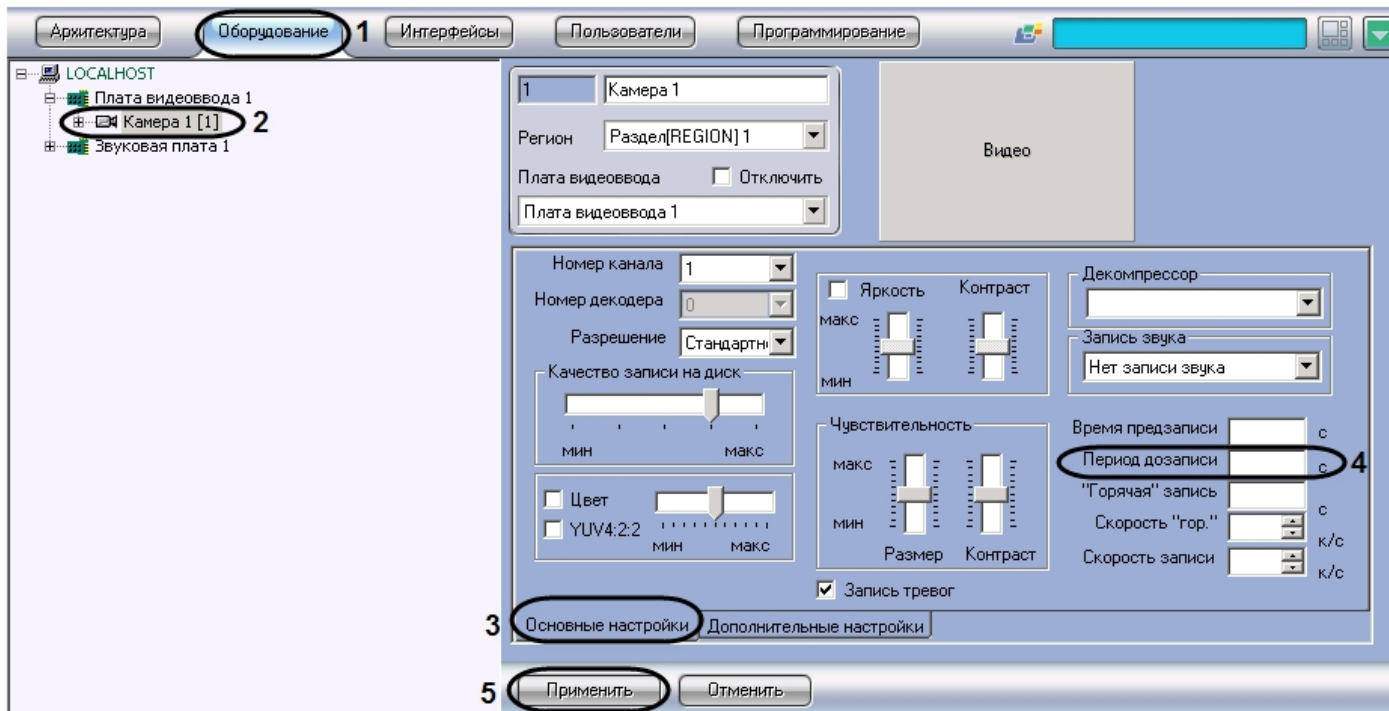 Архитектура
Оборудование
1
Интерфейсы
Пользователи
Программирование
LOCALHOST
Плата видеоввода 1
Камера 1 [1]
2
Звуковая плата 1
1
Камера 1
Регион
Раздел[REGION] 1
Плата видеоввода
Отключить
Плата видеоввода 1
Видео
Номер канала
1
Номер декодера
0
Разрешение
Стандартн
Качество записи на диск
мин
макс
Цвет
YUV4:2:2
мин
макс
Яркость
Контраст
макс
мин
Чувствительность
макс
мин
Размер
Контраст
Запись тревог
Декомпрессор
Запись звука
Нет записи звука
Время предзаписи
с
Период дозаписи
с
4
"Горячая" запись
с
Скорость "гор."
к/с
Скорость записи
к/с
3
Основные настройки
Дополнительные настройки
5
Применить
Отменить